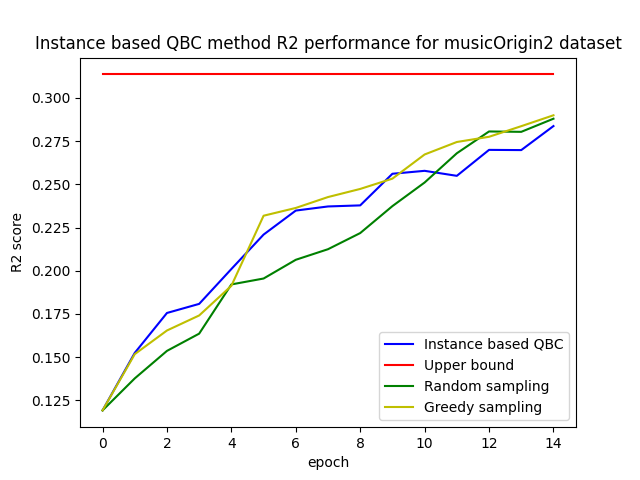 Instance based QBC method R2 performance for musicOrigin2 dataset
0.300
0.275
0.250
0.225
0.200
0.175
0.150
0.125
R2 score
Instance based QBC
Upper bound
Random sampling
Greedy sampling
0 2 4 6 8 10 12 14
epoch